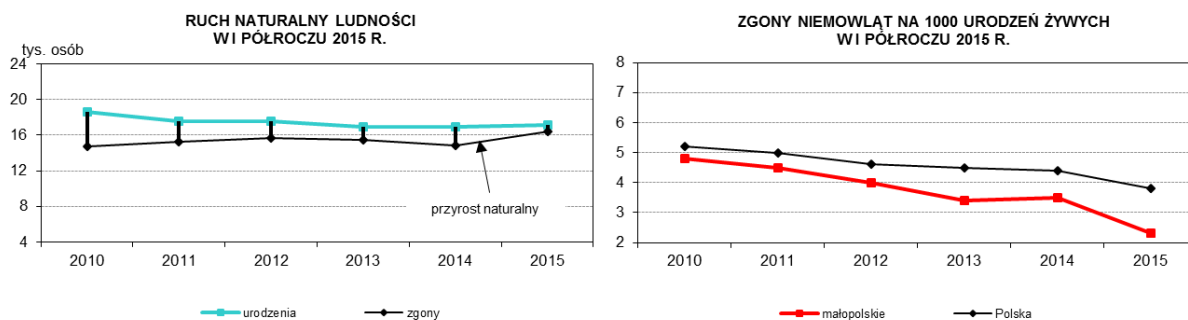 RUCH NATURALNY LUDNOŚCI
W I PÓŁROCZU 2015 R.
tys. osób
24
20
16
12
8
4
przyrost naturalny
2010 2011 2012 2013 2014 2015
urodzenia zgony
ZGONY NIEMOWLĄT NA 1000 URODZEŃ ŻYWYCH
W I PÓŁROCZU 2015 R.
8
7
6
5
4
3
2
2010 2011 2012 2013 2014 2015
małopolskie Polska